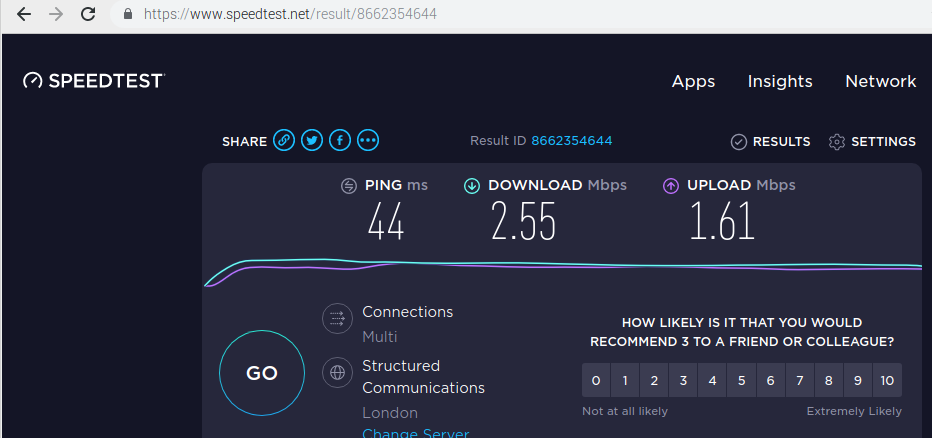 https://www.speedtest.net/result/8662354644
SPEEDTEST
Apps Insights Network
SHARE Result ID 8662354644 RESULTS SETTINGS
PING ms DOWNLOAD Mbps UPLOAD Mbps
44 2.55 1.61
Connections
Multi
Structured
Communications
London
Change Server
GO
HOW LIKELY IS IT THAT YOU WOULD
RECOMMEND 3 TO A FRIEND OR COLLEAGUE?
0 1 2 3 4 5 6 7 8 9 10
Not at all likely Extremely Likely